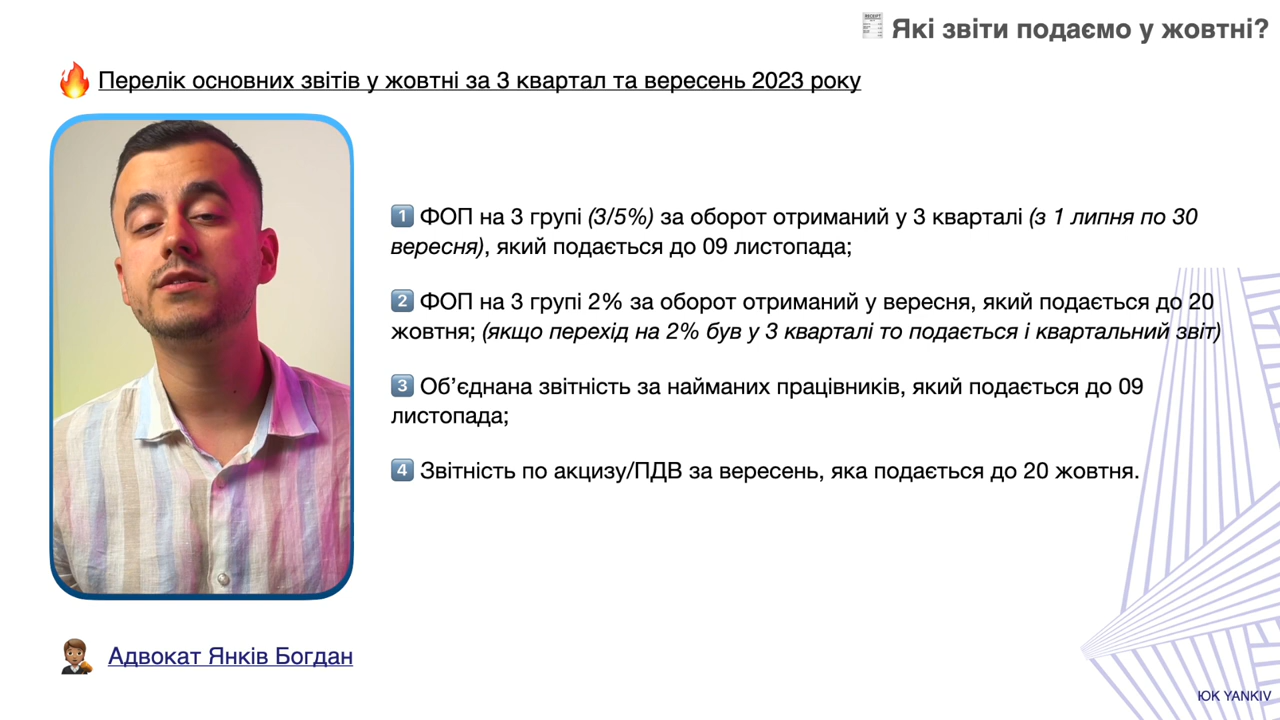 Які звіти подаємо у жовтні?
Перелік основних звітів у жовтні за 3 квартал та вересень 2023 року
1 ФОП на 3 групі (3/5%) за оборот отриманий у 3 кварталі (з 1 липня по 30
вересня), який подається до 09 листопада;
2 ФОП на 3 групі 2% за оборот отриманий у вересня, який подається до 20
жовтня; (якщо перехід на 2% був у 3 кварталі то подається і квартальний звіт)
3 Об’єднана звітність за найманих працівників, який подається до 09
листопада;
4 Звітність по акцизу/ПДВ за вересень, яка подається до 20 жовтня.
Адвокат Янків Богдан
ЮК YANKIV